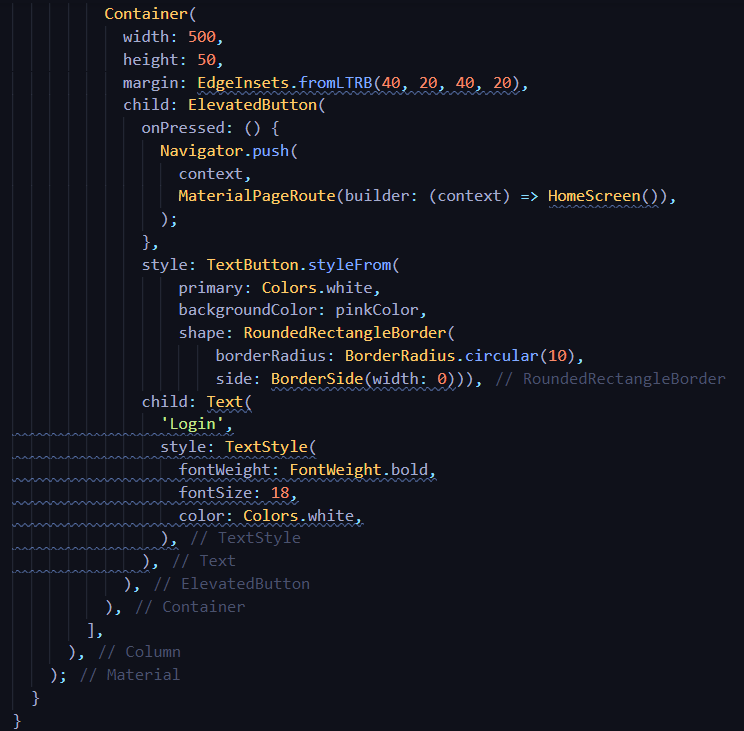 Container(
width: 500,
height: 50,
margin: EdgeInsets.fromLTRB(40, 20, 40, 20),
child: ElevatedButton(
onPressed: () {
Navigator.push(
context,
MaterialPageRoute(builder: (context) => HomeScreen()),
);
},
style: TextButton.styleFrom(
primary: Colors.white,
backgroundColor: pinkColor,
shape: RoundedRectangleBorder(
borderRadius: BorderRadius.circular(10),
side: BorderSide(width: 0))), // RoundedRectangleBorder
child: Text(
'Login',
style: TextStyle(
fontWeight: FontWeight.bold,
fontSize: 18,
color: Colors.white,
), // TextStyle
), // Text
), // ElevatedButton
), // Container
],
), // Column
); // Material
}
}